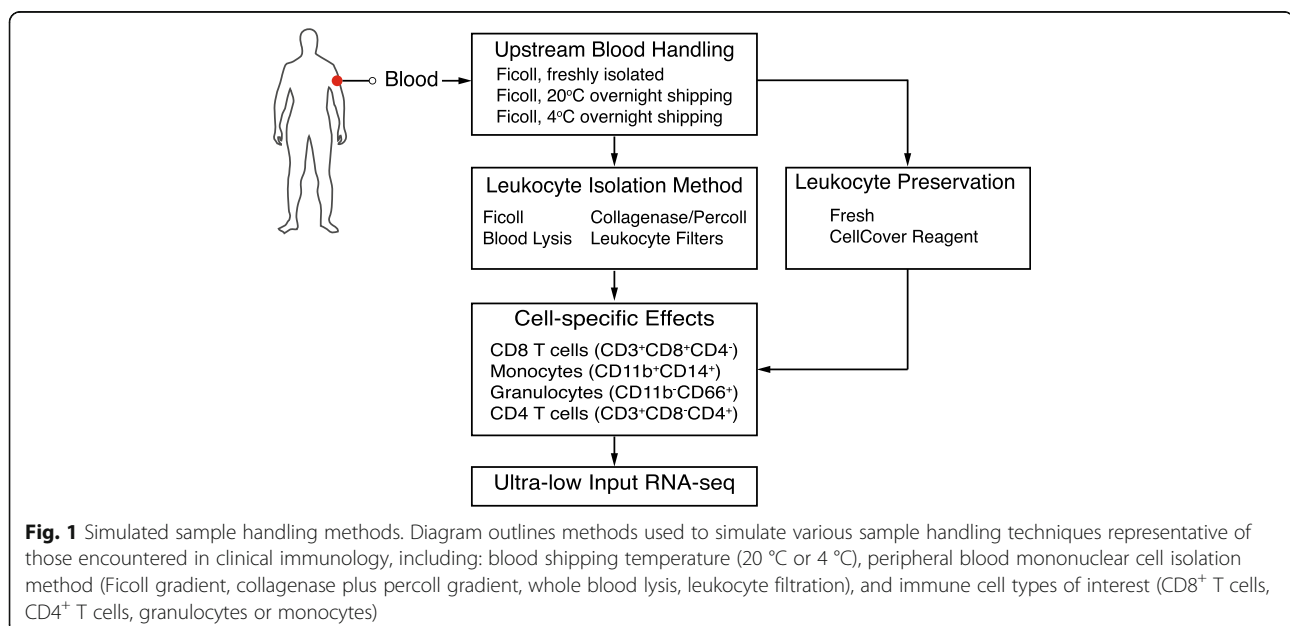 Blood
Upstream Blood Handling
Ficoll, freshly isolated
Ficoll, 20°C overnight shipping
Ficoll, 4°C overnight shipping
Leukocyte Isolation Method
Ficoll Collagenase/Percoll
Blood Lysis Leukocyte Filters
Leukocyte Preservation
Fresh
CellCover Reagent
Cell-specific Effects
CD8 T cells (CD3⁺CD8⁺CD4⁻)
Monocytes (CD11b⁺CD14⁺)
Granulocytes (CD11b⁻CD66⁺)
CD4 T cells (CD3⁺CD8⁻CD4⁺)
Ultra-low Input RNA-seq
Fig. 1 Simulated sample handling methods. Diagram outlines methods used to simulate various sample handling techniques representative of
those encountered in clinical immunology, including: blood shipping temperature (20 °C or 4 °C), peripheral blood mononuclear cell isolation
method (Ficoll gradient, collagenase plus percoll gradient, whole blood lysis, leukocyte filtration), and immune cell types of interest (CD8⁺ T cells,
CD4⁺ T cells, granulocytes or monocytes)